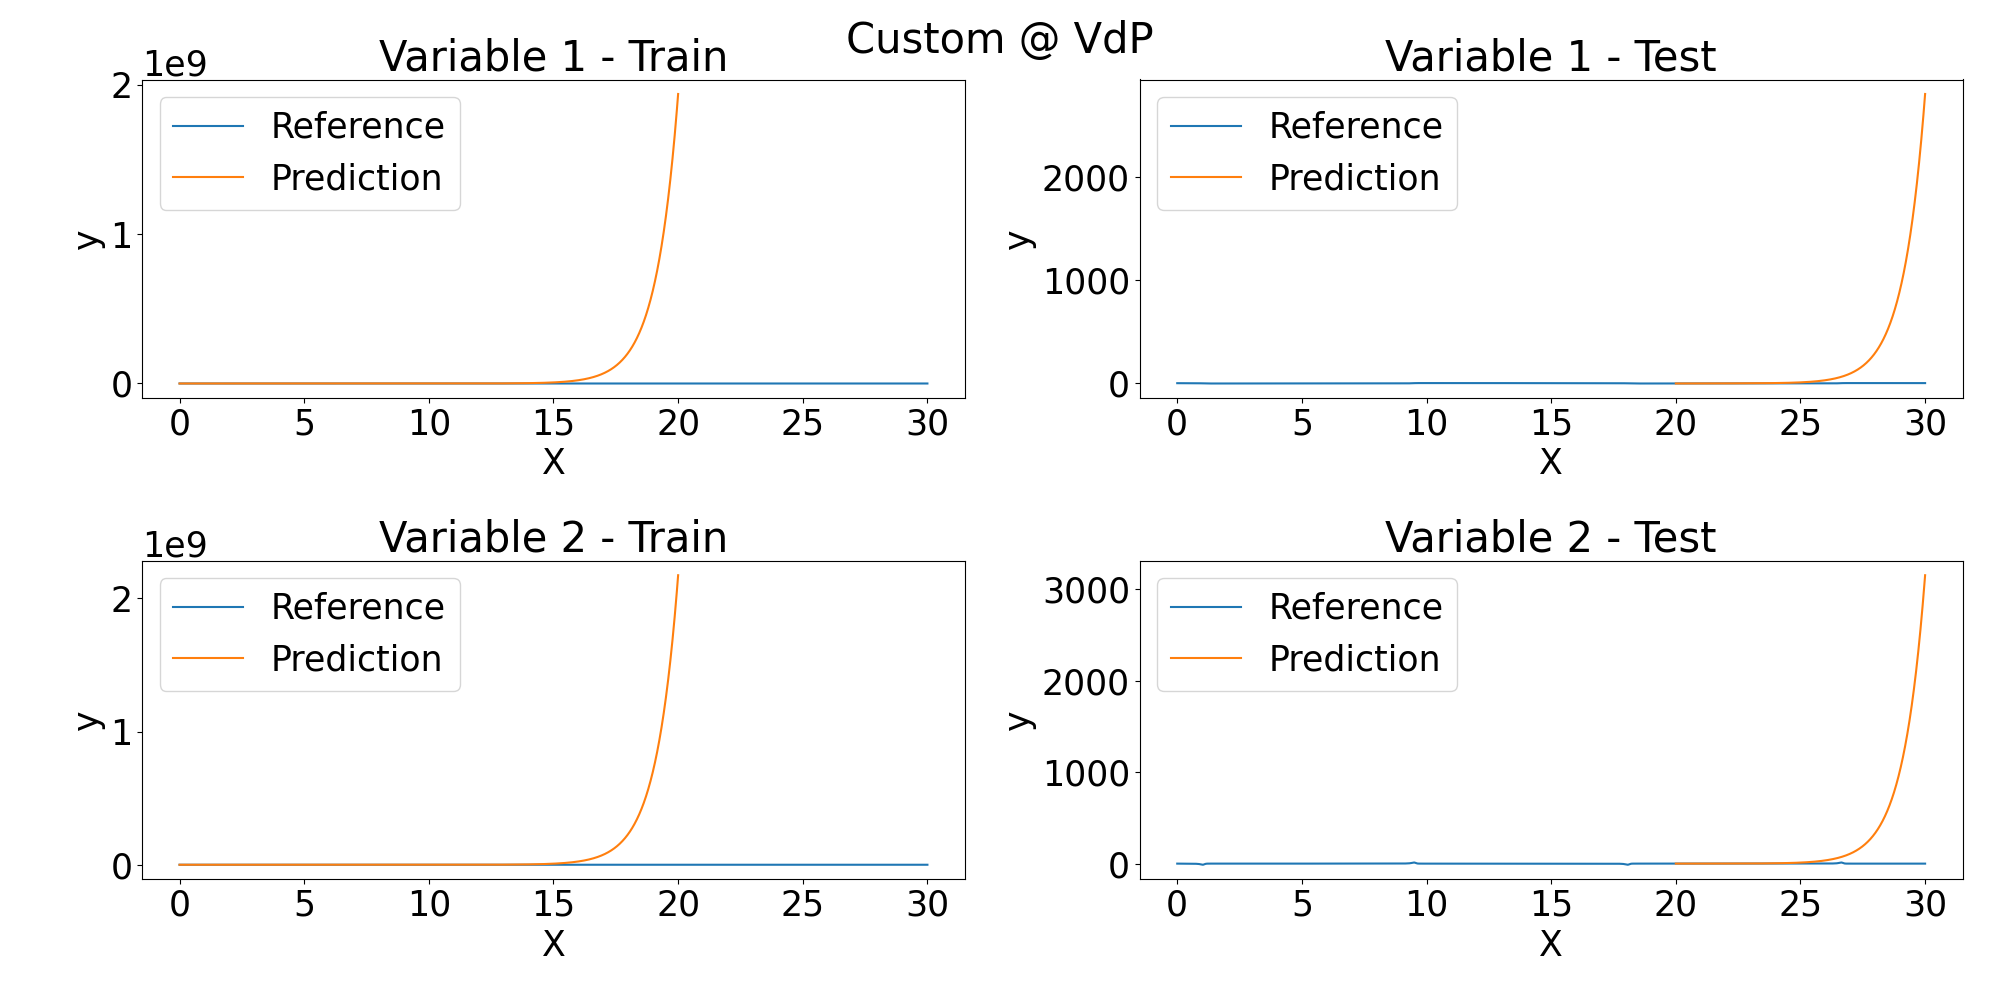 Custom @ VdP
Variable 1 - Train
1e9
2
1
0
y
Reference
Prediction
0 5 10 15 20 25 30
X
Variable 1 - Test
2000
1000
0
y
Reference
Prediction
0 5 10 15 20 25 30
X
Variable 2 - Train
1e9
2
1
0
y
Reference
Prediction
0 5 10 15 20 25 30
X
Variable 2 - Test
3000
2000
1000
0
y
Reference
Prediction
0 5 10 15 20 25 30
X